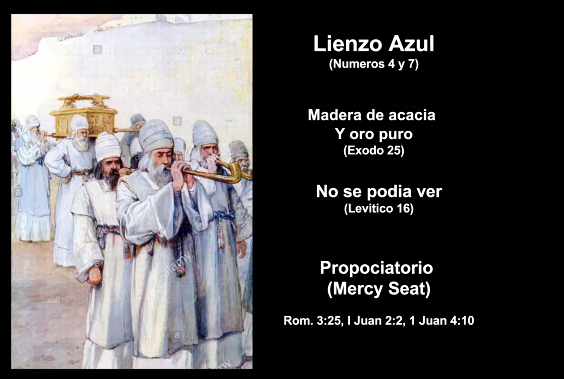 Lienzo Azul
(Numeros 4 y 7)
Madera de acacia
Y oro puro
(Exodo 25)
No se podia ver
(Levitico 16)
Propociatorio
(Mercy Seat)
Rom. 3:25, I Juan 2:2, 1 Juan 4:10